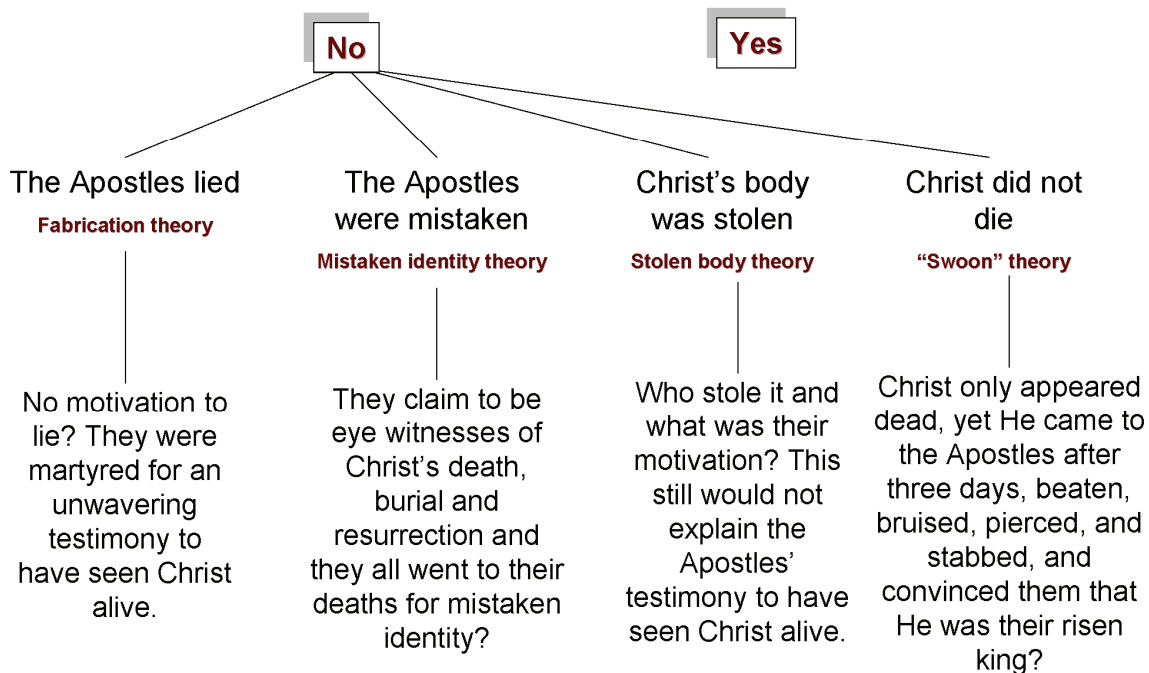 No
Yes
The Apostles lied
Fabrication theory
No motivation to
lie? They were
martyred for an
unwavering
testimony to
have seen Christ
alive.
The Apostles
were mistaken
Mistaken identity theory
They claim to be
eye witnesses of
Christ’s death,
burial and
resurrection and
they all went to their
deaths for mistaken
identity?
Christ’s body
was stolen
Stolen body theory
Who stole it and
what was their
motivation? This
still would not
explain the
Apostles’
testimony to have
seen Christ alive.
Christ did not
die
“Swoon” theory
Christ only appeared
dead, yet He came to
the Apostles after
three days, beaten,
bruised, pierced, and
stabbed, and
convinced them that
He was their risen
king?